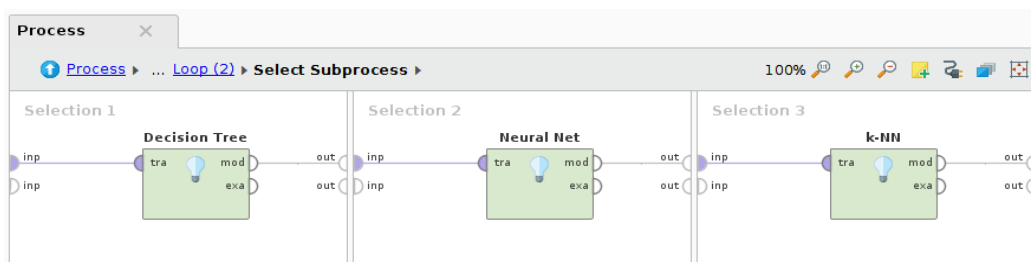 Process
Process ... Loop (2) Select Subprocess 100%
Selection 1 Selection 2 Selection 3
Decision Tree Neural Net k-NN
inp tra mod out inp tra mod out inp tra mod out
inp exa out inp exa out inp exa out